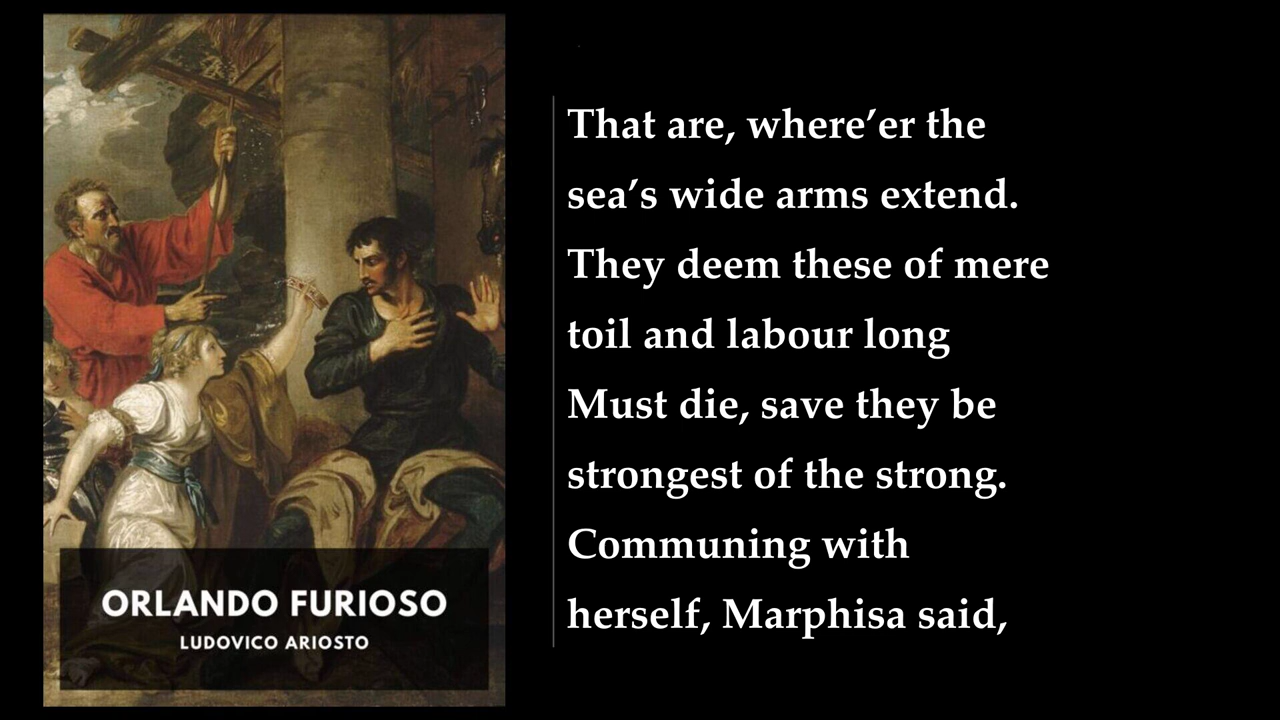 ORLANDO FURIOSO
LUDOVICO ARIOSTO
That are, where’er the
sea’s wide arms extend.
They deem these of mere
toil and labour long
Must die, save they be
strongest of the strong.
Communing with
herself, Marphisa said,